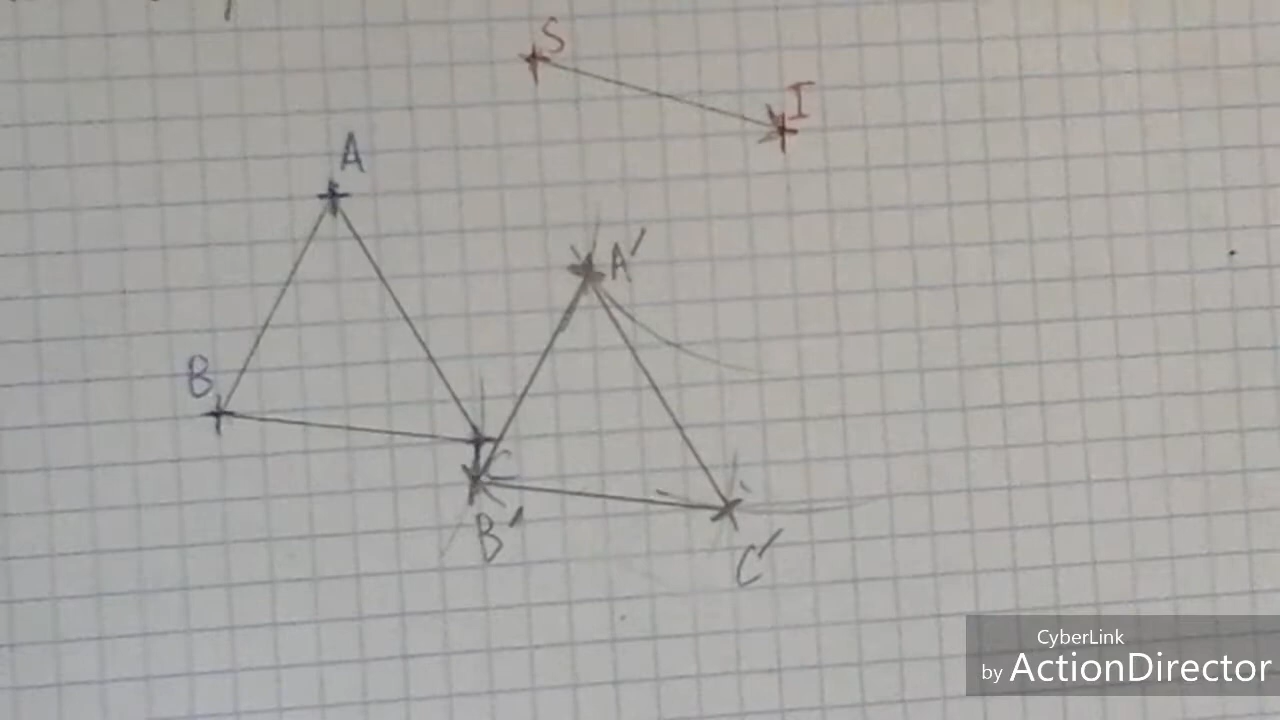 S
I
A
A'
B
C
B'
C'
CyberLink
by ActionDirector